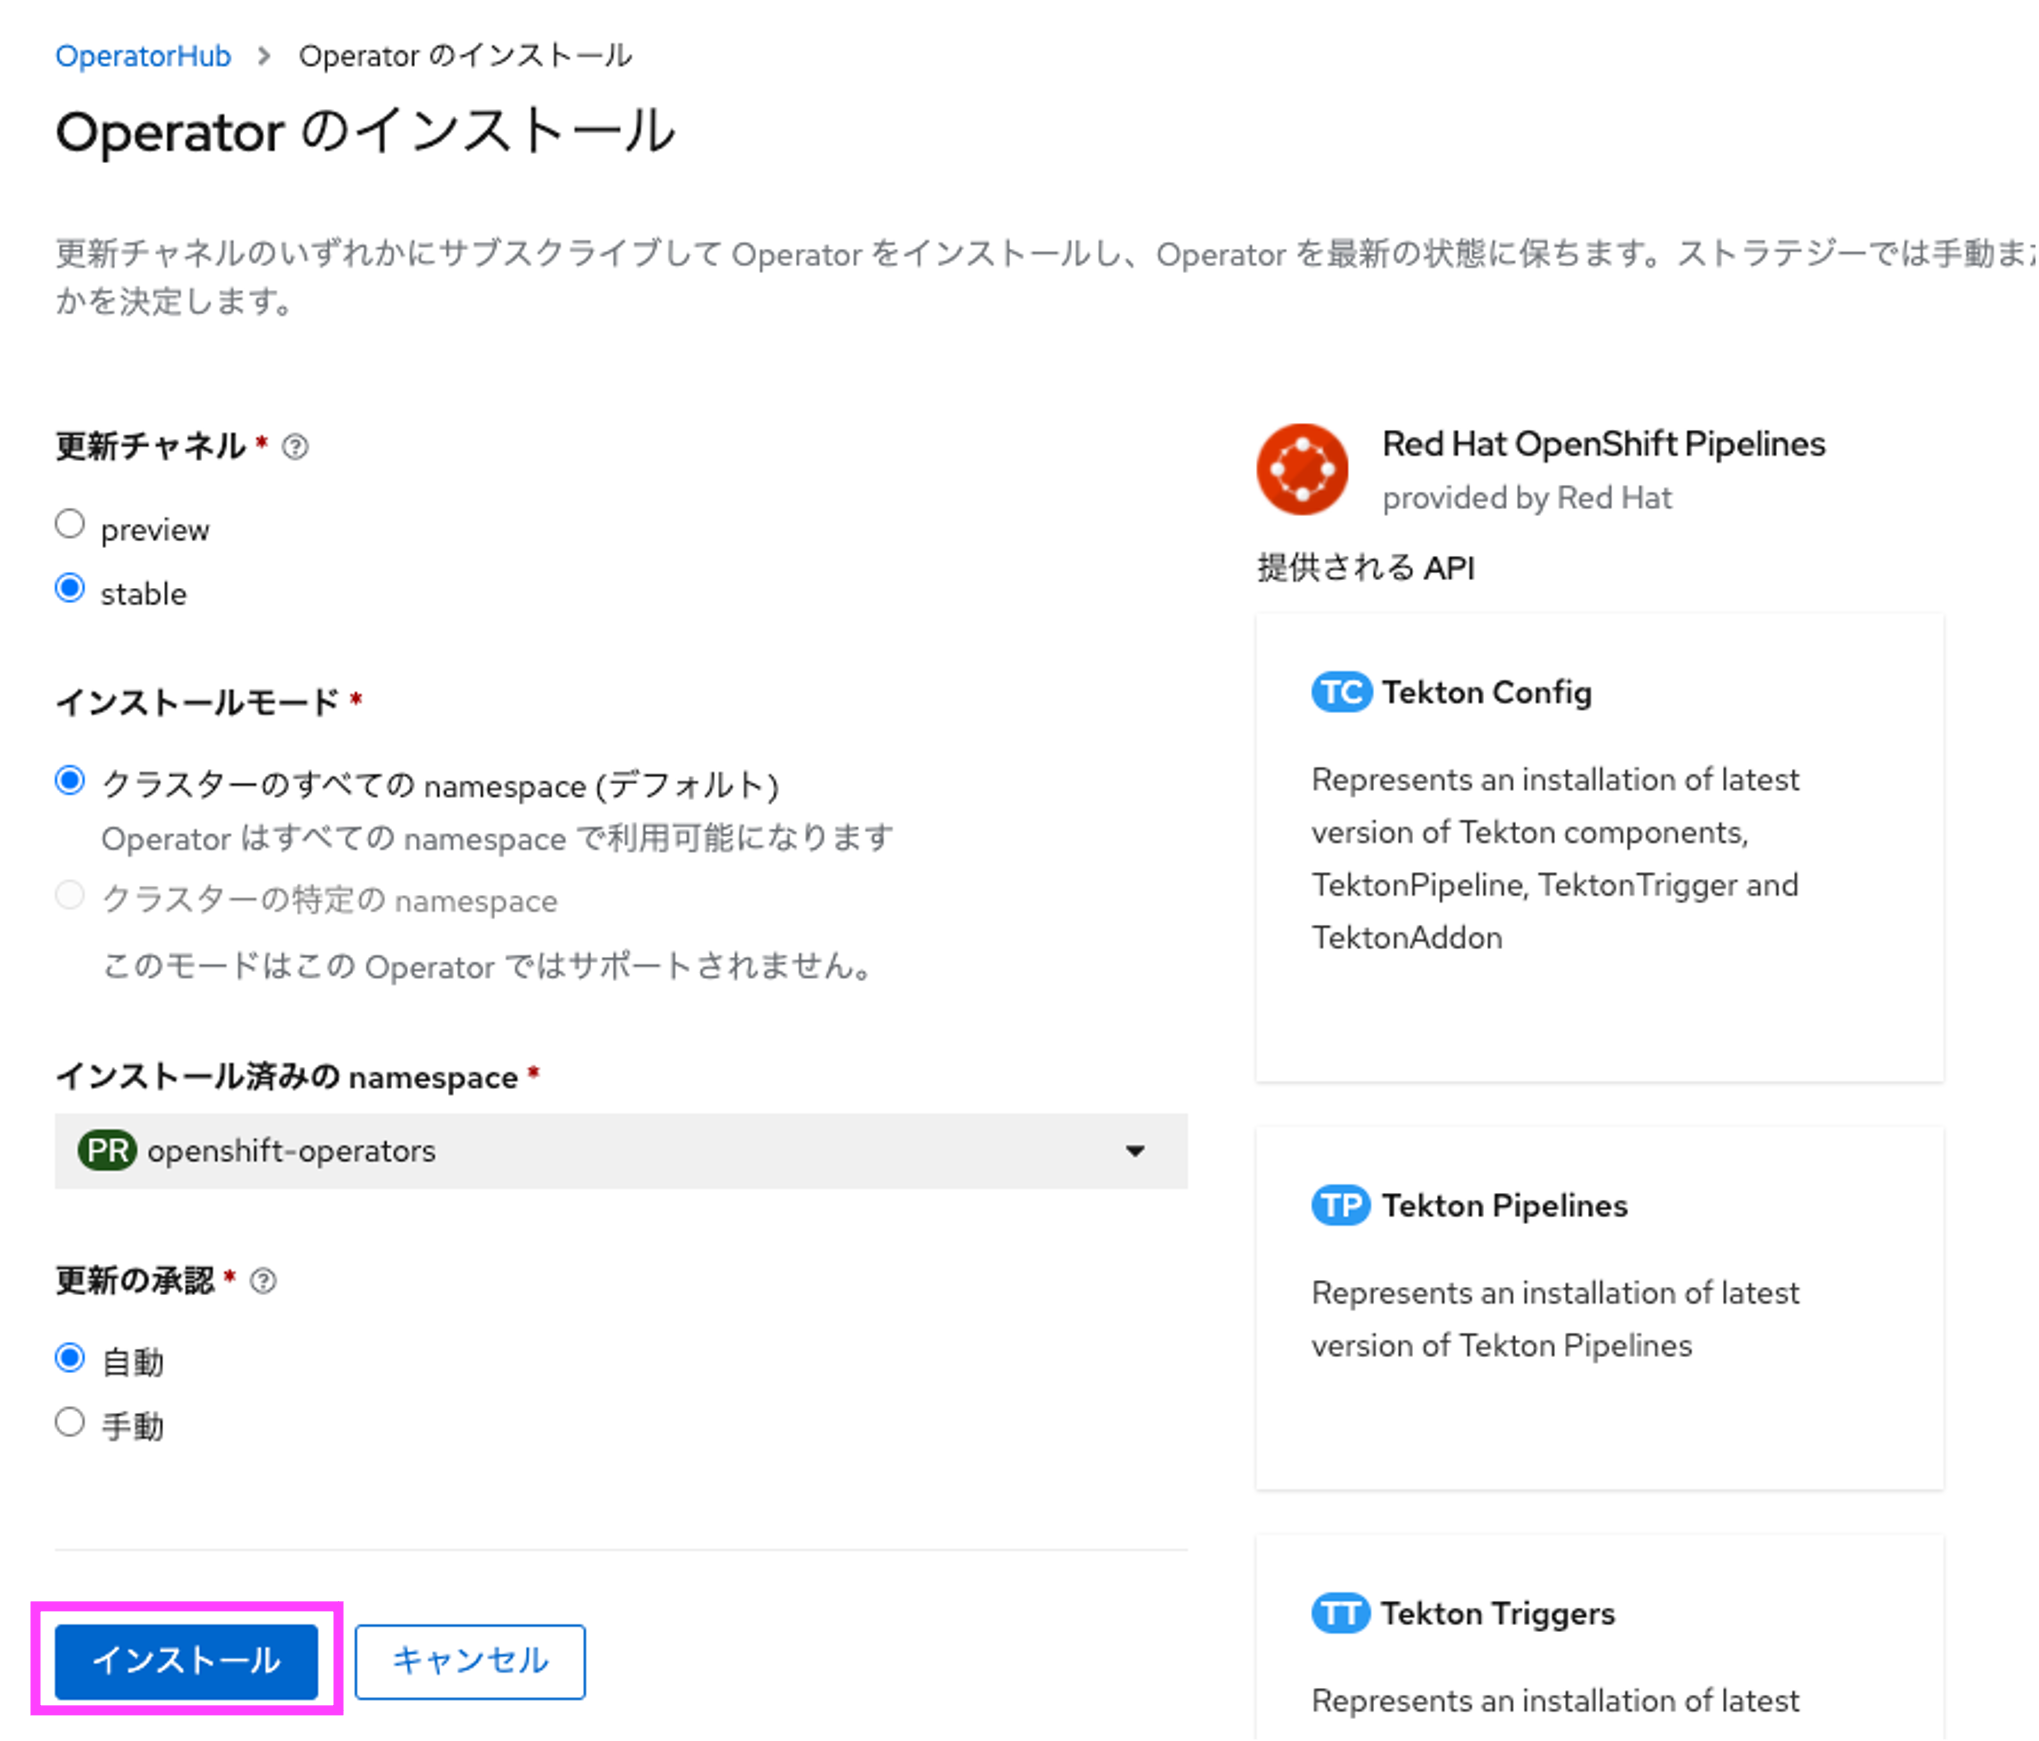 OperatorHub > Operator のインストール
Operator のインストール
更新チャネルのいずれかにサブスクライブして Operator をインストールし、Operator を最新の状態に保ちます。ストラテジーでは手動ま
かを決定します。
更新チャネル *
preview
stable
インストールモード *
クラスターのすべての namespace (デフォルト)
Operator はすべての namespace で利用可能になります
クラスターの特定の namespace
このモードはこの Operator ではサポートされません。
インストール済みの namespace *
PR openshift-operators
更新の承認 *
自動
手動
インストール
キャンセル
Red Hat OpenShift Pipelines
provided by Red Hat
提供される API
TC Tekton Config
Represents an installation of latest
version of Tekton components,
TektonPipeline, TektonTrigger and
TektonAddon
TP Tekton Pipelines
Represents an installation of latest
version of Tekton Pipelines
TT Tekton Triggers
Represents an installation of latest